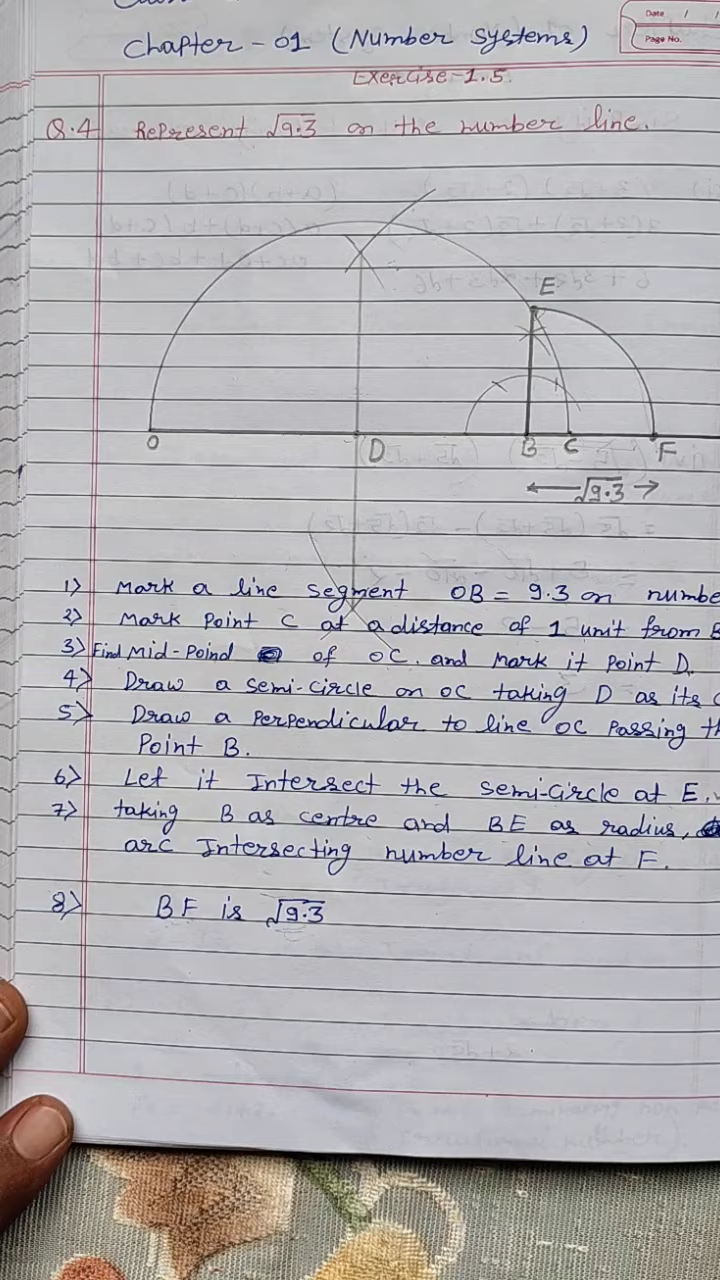 Chapter - 01 (Number Systems)
Date / /
Page No.
Exercise-1.5.
Q.4 Represent √9.3 on the number line.
E
O D B C F
√9.3
1) Mark a line segment OB = 9.3 on numbe
2) Mark Point C at a distance of 1 unit from B
3) Find Mid-Poind of OC. and Mark it point D.
4) Draw a semi-circle on OC taking D as its c
5) Draw a Perpendicular to line OC Passing th
Point B.
6) Let it Intersect the semi-circle at E.
7) taking B as centre and BE as radius,
arc Intersecting number line at F.
8) BF is √9.3